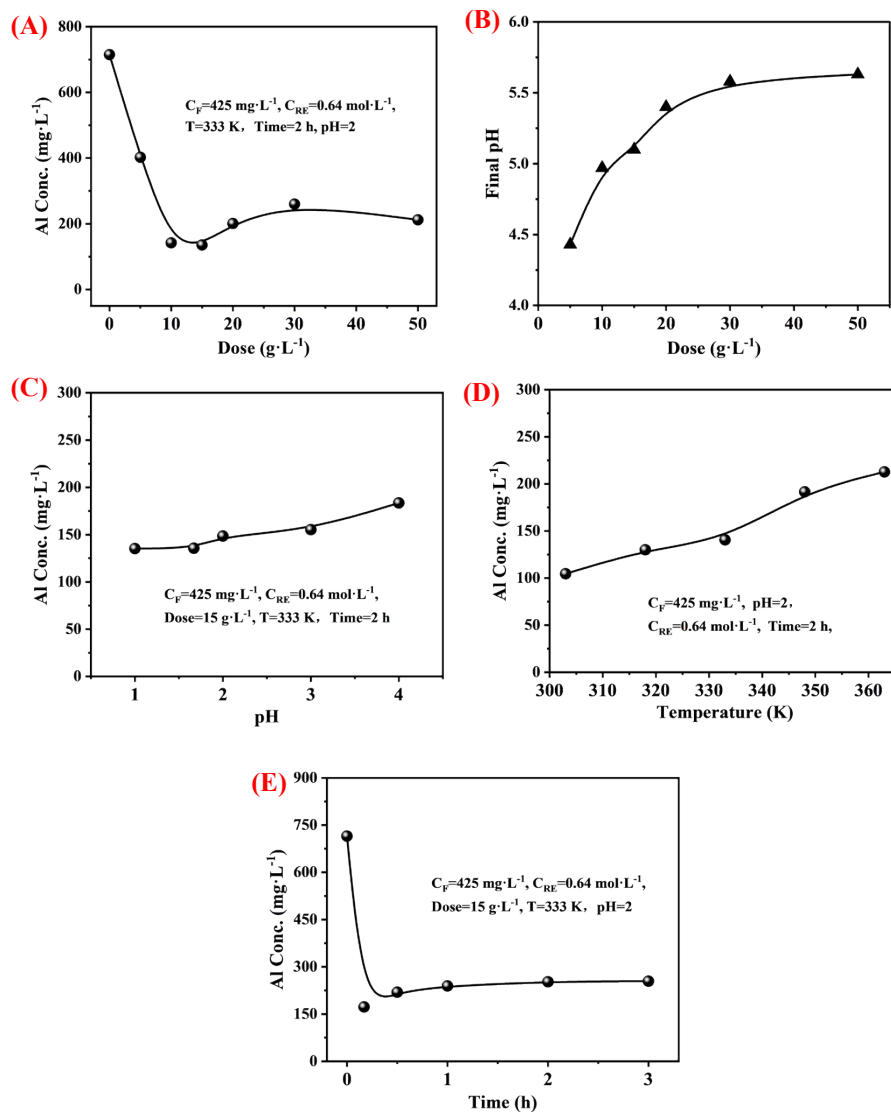 (A)
800
600
400
200
0
Al Conc. (mg·L⁻¹)
C_F=425 mg·L⁻¹, C_RE=0.64 mol·L⁻¹,
T=333 K, Time=2 h, pH=2
0 10 20 30 40 50
Dose (g·L⁻¹)
(B)
6.0
5.5
5.0
4.5
4.0
Final pH
0 10 20 30 40 50
Dose (g·L⁻¹)
(C)
300
250
200
150
100
50
0
Al Conc. (mg·L⁻¹)
C_F=425 mg·L⁻¹, C_RE=0.64 mol·L⁻¹,
Dose=15 g·L⁻¹, T=333 K, Time=2 h
1 2 3 4
pH
(D)
300
250
200
150
100
50
0
Al Conc. (mg·L⁻¹)
C_F=425 mg·L⁻¹, pH=2,
C_RE=0.64 mol·L⁻¹, Time=2 h,
300 310 320 330 340 350 360
Temperature (K)
(E)
900
750
600
450
300
150
0
Al Conc. (mg·L⁻¹)
C_F=425 mg·L⁻¹, C_RE=0.64 mol·L⁻¹,
Dose=15 g·L⁻¹, T=333 K, pH=2
0 1 2 3
Time (h)